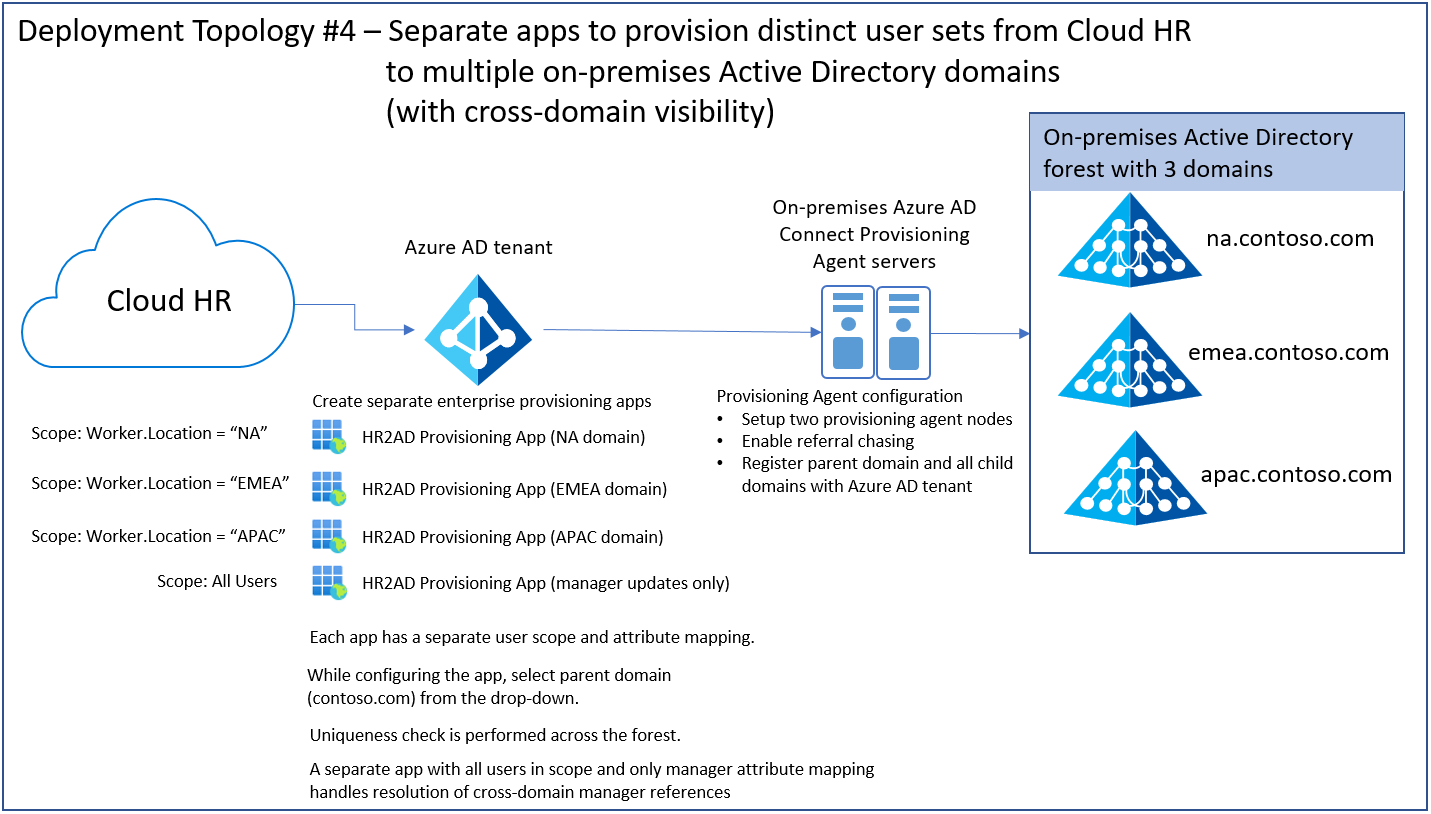 Deployment Topology #4 – Separate apps to provision distinct user sets from Cloud HR
to multiple on-premises Active Directory domains
(with cross-domain visibility)
On-premises Active Directory
forest with 3 domains
na.contoso.com
emea.contoso.com
apac.contoso.com
Cloud HR
Azure AD tenant
On-premises Azure AD
Connect Provisioning
Agent servers
Create separate enterprise provisioning apps
Scope: Worker.Location = “NA”
HR2AD Provisioning App (NA domain)
Scope: Worker.Location = “EMEA”
HR2AD Provisioning App (EMEA domain)
Scope: Worker.Location = “APAC”
HR2AD Provisioning App (APAC domain)
Scope: All Users
HR2AD Provisioning App (manager updates only)
Provisioning Agent configuration
• Setup two provisioning agent nodes
• Enable referral chasing
• Register parent domain and all child
domains with Azure AD tenant
Each app has a separate user scope and attribute mapping.
While configuring the app, select parent domain
(contoso.com) from the drop-down.
Uniqueness check is performed across the forest.
A separate app with all users in scope and only manager attribute mapping
handles resolution of cross-domain manager references